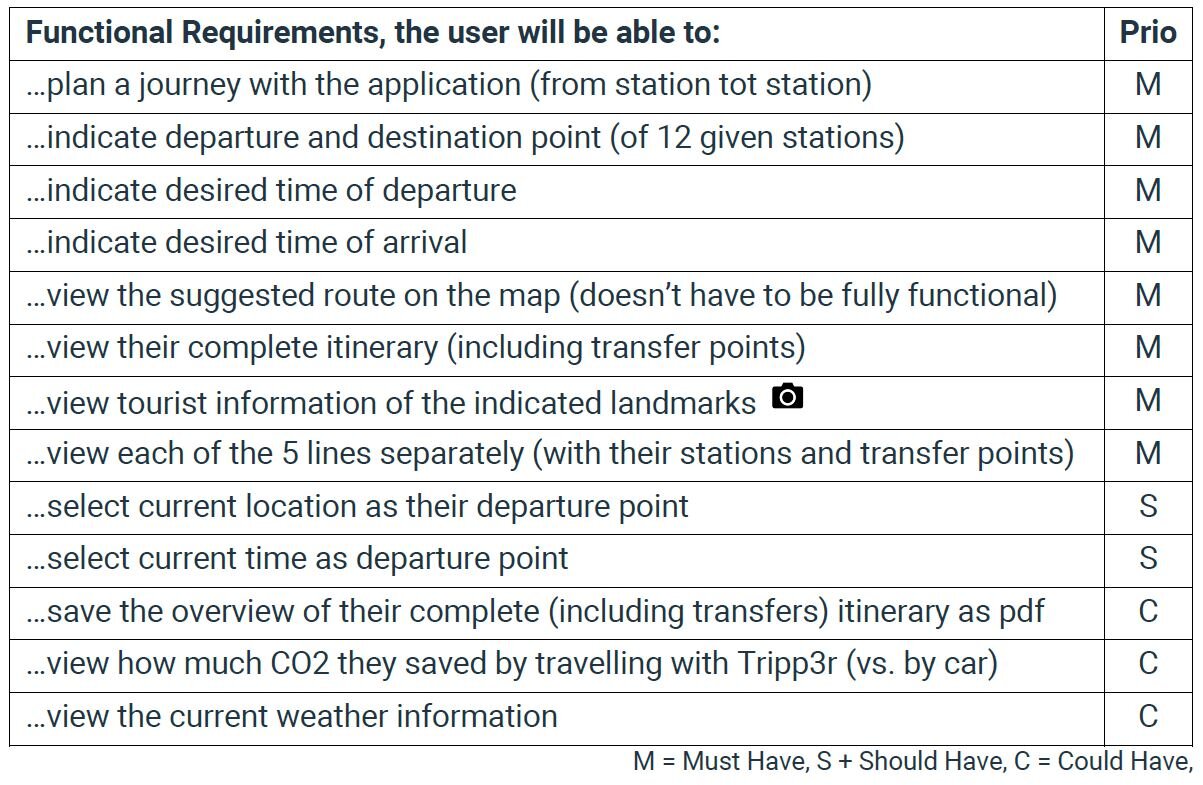 Functional Requirements, the user will be able to: Prio
...plan a journey with the application (from station tot station) M
...indicate departure and destination point (of 12 given stations) M
...indicate desired time of departure M
...indicate desired time of arrival M
...view the suggested route on the map (doesn’t have to be fully functional) M
...view their complete itinerary (including transfer points) M
...view tourist information of the indicated landmarks M
...view each of the 5 lines separately (with their stations and transfer points) M
...select current location as their departure point S
...select current time as departure point S
...save the overview of their complete (including transfers) itinerary as pdf C
...view how much CO2 they saved by travelling with Tripp3r (vs. by car) C
...view the current weather information C
M = Must Have, S + Should Have, C = Could Have,